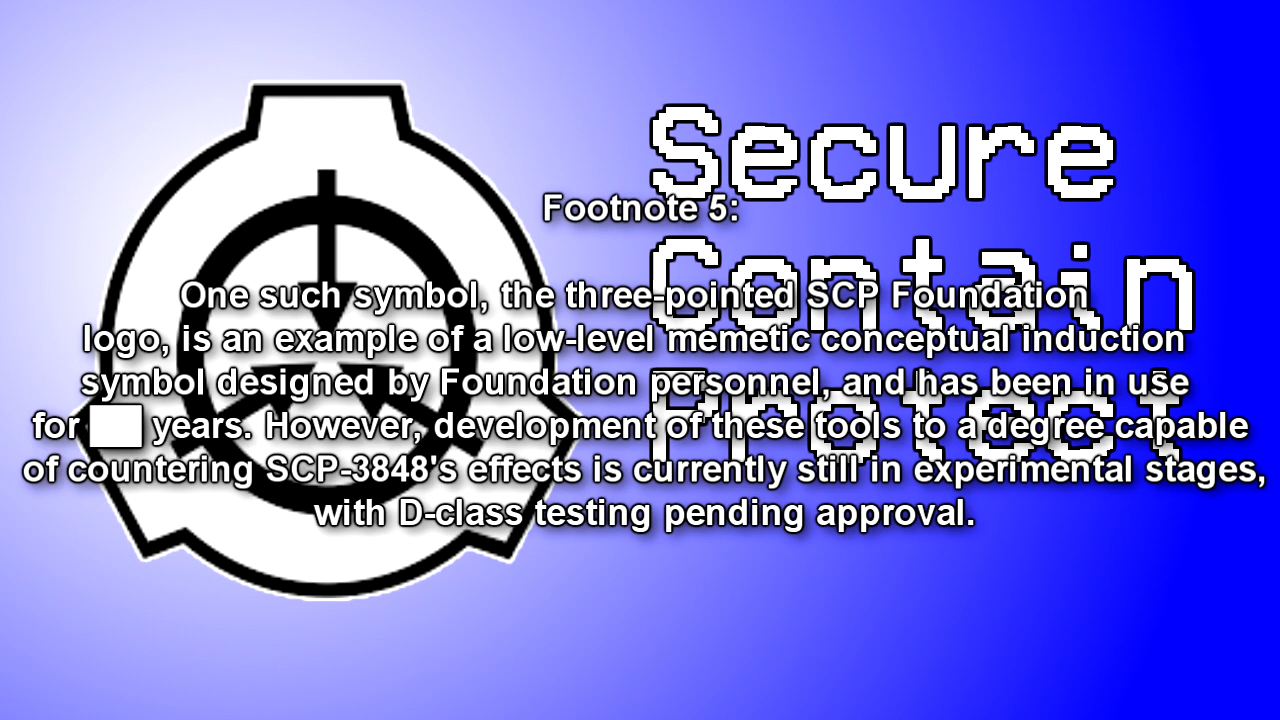 Secure
Contain
Protect
Footnote 5:
One such symbol, the three-pointed SCP Foundation
logo, is an example of a low-level memetic conceptual induction
symbol designed by Foundation personnel, and has been in use
for ██ years. However, development of these tools to a degree capable
of countering SCP-3848's effects is currently still in experimental stages,
with D-class testing pending approval.